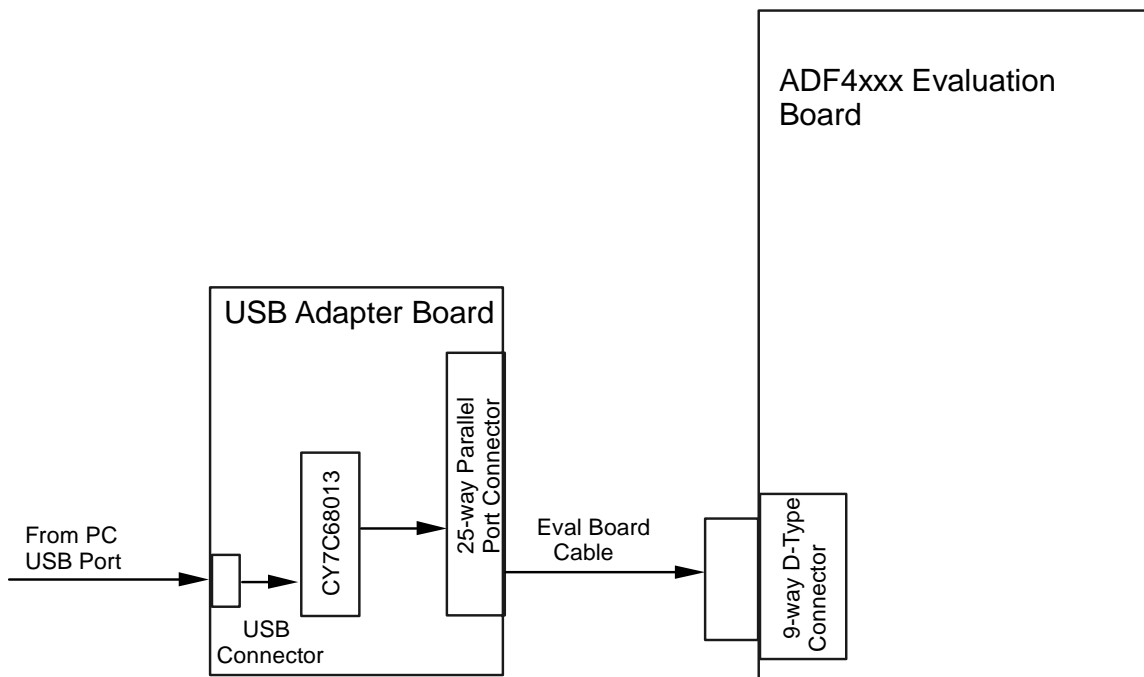 ADF4xxx Evaluation
Board
USB Adapter Board
25-way Parallel
Port Connector
CY7C68013
From PC
USB Port
USB
Connector
Eval Board
Cable
9-way D-Type
Connector